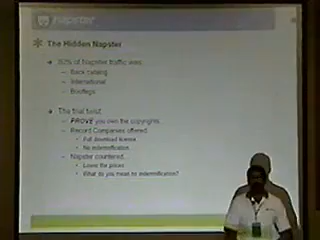 napster
The Hidden Napster
80% of Napster traffic was:
– Back catalog
– International
– Bootlegs
The trial twist:
– PROVE you own the copyrights.
– Record Companies offered:
Full download license
No indemnification
– Napster countered:
Lower the prices
What do you mean no indemnification?